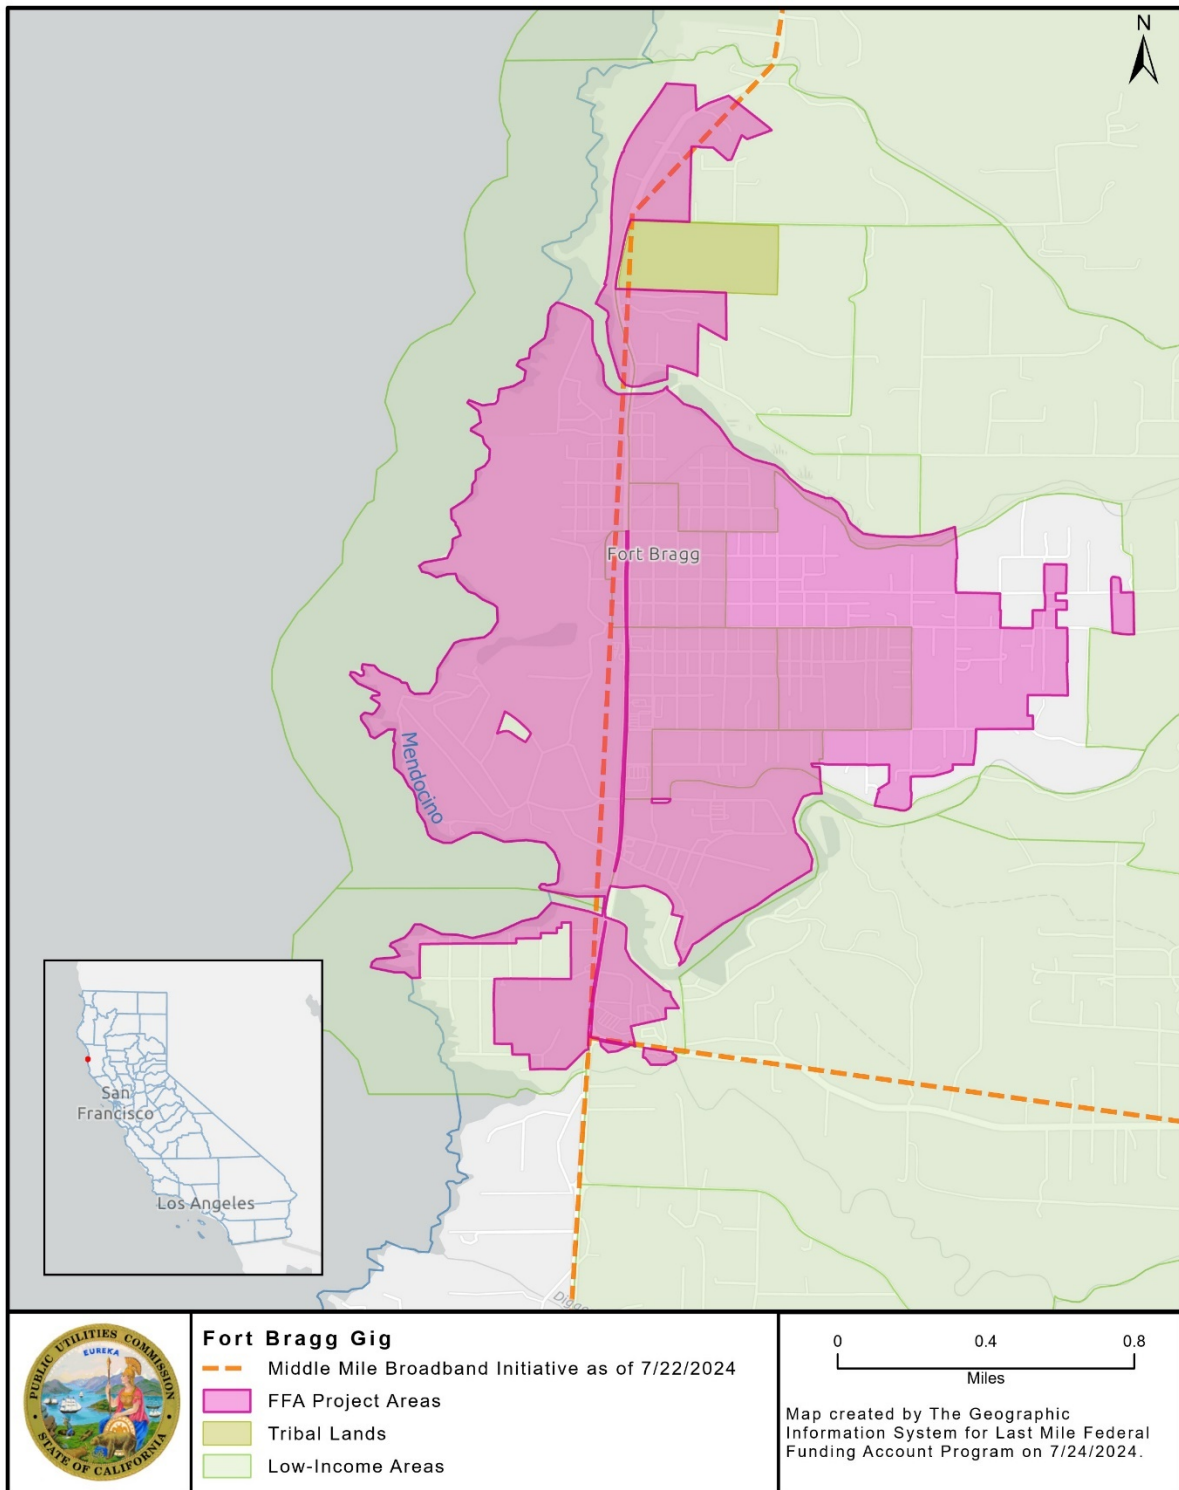 N
Fort Bragg
Mendocino
San
Francisco
Los Angeles
PUBLIC UTILITIES COMMISSION
EUREKA
STATE OF CALIFORNIA
Fort Bragg Gig
Middle Mile Broadband Initiative as of 7/22/2024
FFA Project Areas
Tribal Lands
Low-Income Areas
0 0.4 0.8
Miles
Map created by The Geographic
Information System for Last Mile Federal
Funding Account Program on 7/24/2024.